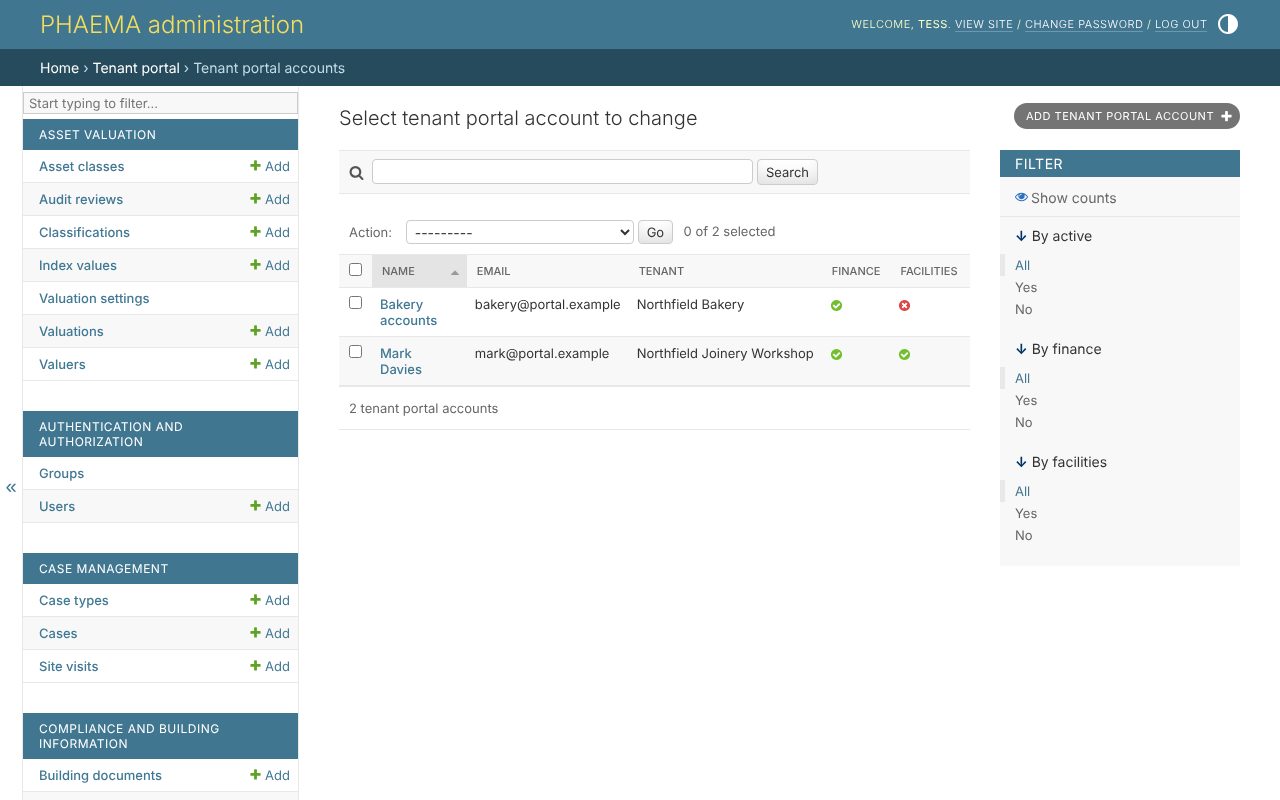 PHAEMA administration
WELCOME, TESS. VIEW SITE / CHANGE PASSWORD / LOG OUT
Home › Tenant portal › Tenant portal accounts
Start typing to filter...
ASSET VALUATION
Asset classes Add
Audit reviews Add
Classifications Add
Index values Add
Valuation settings
Valuations Add
Valuers Add
AUTHENTICATION AND
AUTHORIZATION
Groups
Users Add
CASE MANAGEMENT
Case types Add
Cases Add
Site visits Add
COMPLIANCE AND BUILDING
INFORMATION
Building documents Add
«
Select tenant portal account to change
ADD TENANT PORTAL ACCOUNT
Search
Action: --------- Go 0 of 2 selected
NAME EMAIL TENANT FINANCE FACILITIES
Bakery
accounts
bakery@portal.example Northfield Bakery
Mark
Davies
mark@portal.example Northfield Joinery Workshop
2 tenant portal accounts
FILTER
Show counts
By active
All
Yes
No
By finance
All
Yes
No
By facilities
All
Yes
No